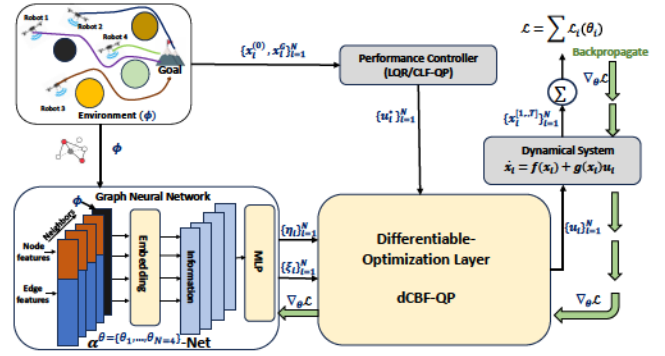 Robot 1
Robot 2
Robot 4
Goal
Robot 3
Environment (ϕ)
{x_i^(0), x_i^G}_{i=1}^N
Performance Controller
(LQR/CLF-QP)
ℒ = ∑ ℒ_i(θ_i)
Backpropagate
∇_θ ℒ
∑
{x_i^[1,.,T]}_{i=1}^N
{u_i^*}_{i=1}^N
Dynamical System
ẋ_i = f(x_i) + g(x_i)u_i
ϕ
Graph Neural Network
ϕ
Neighbors
Node
features
Edge
features
Embedding
Information
MLP
{η_i}_{i=1}^N
{ξ_i}_{i=1}^N
∇_θ ℒ
α^θ={θ_1,…,θ_N=4}-Net
Differentiable-
Optimization Layer
dCBF-QP
{u_i}_{i=1}^N
∇_θ ℒ